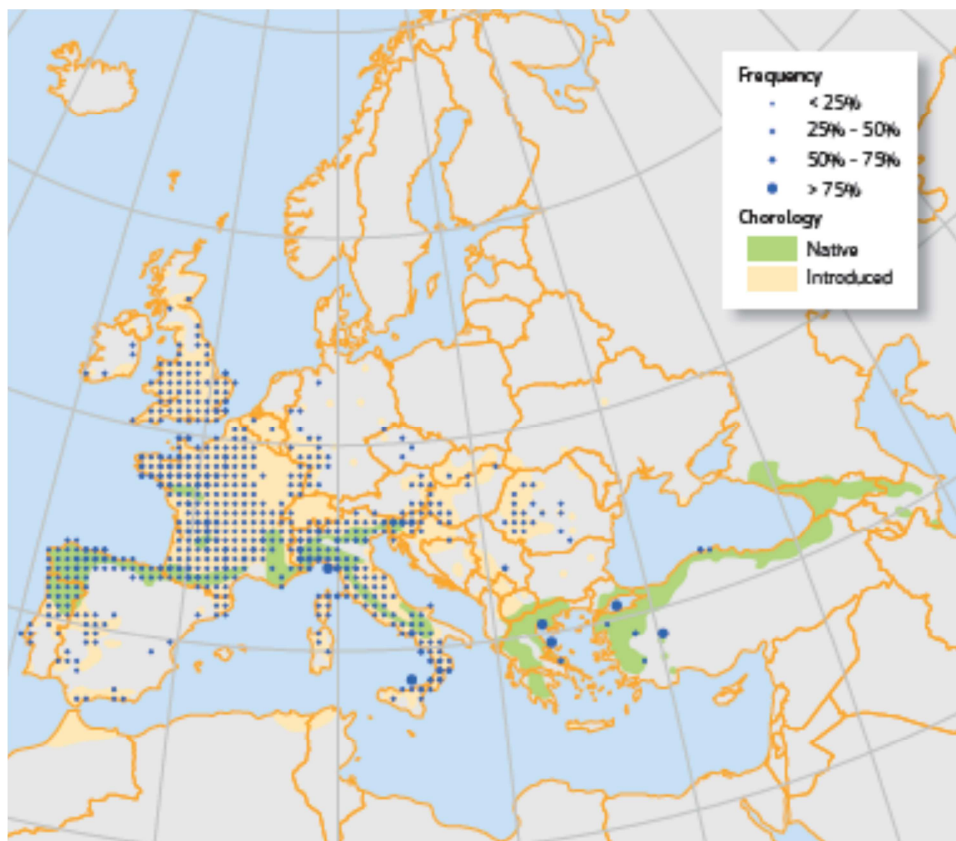 Frequency
< 25%
25% - 50%
50% - 75%
> 75%
Chorology
Native
Introduced